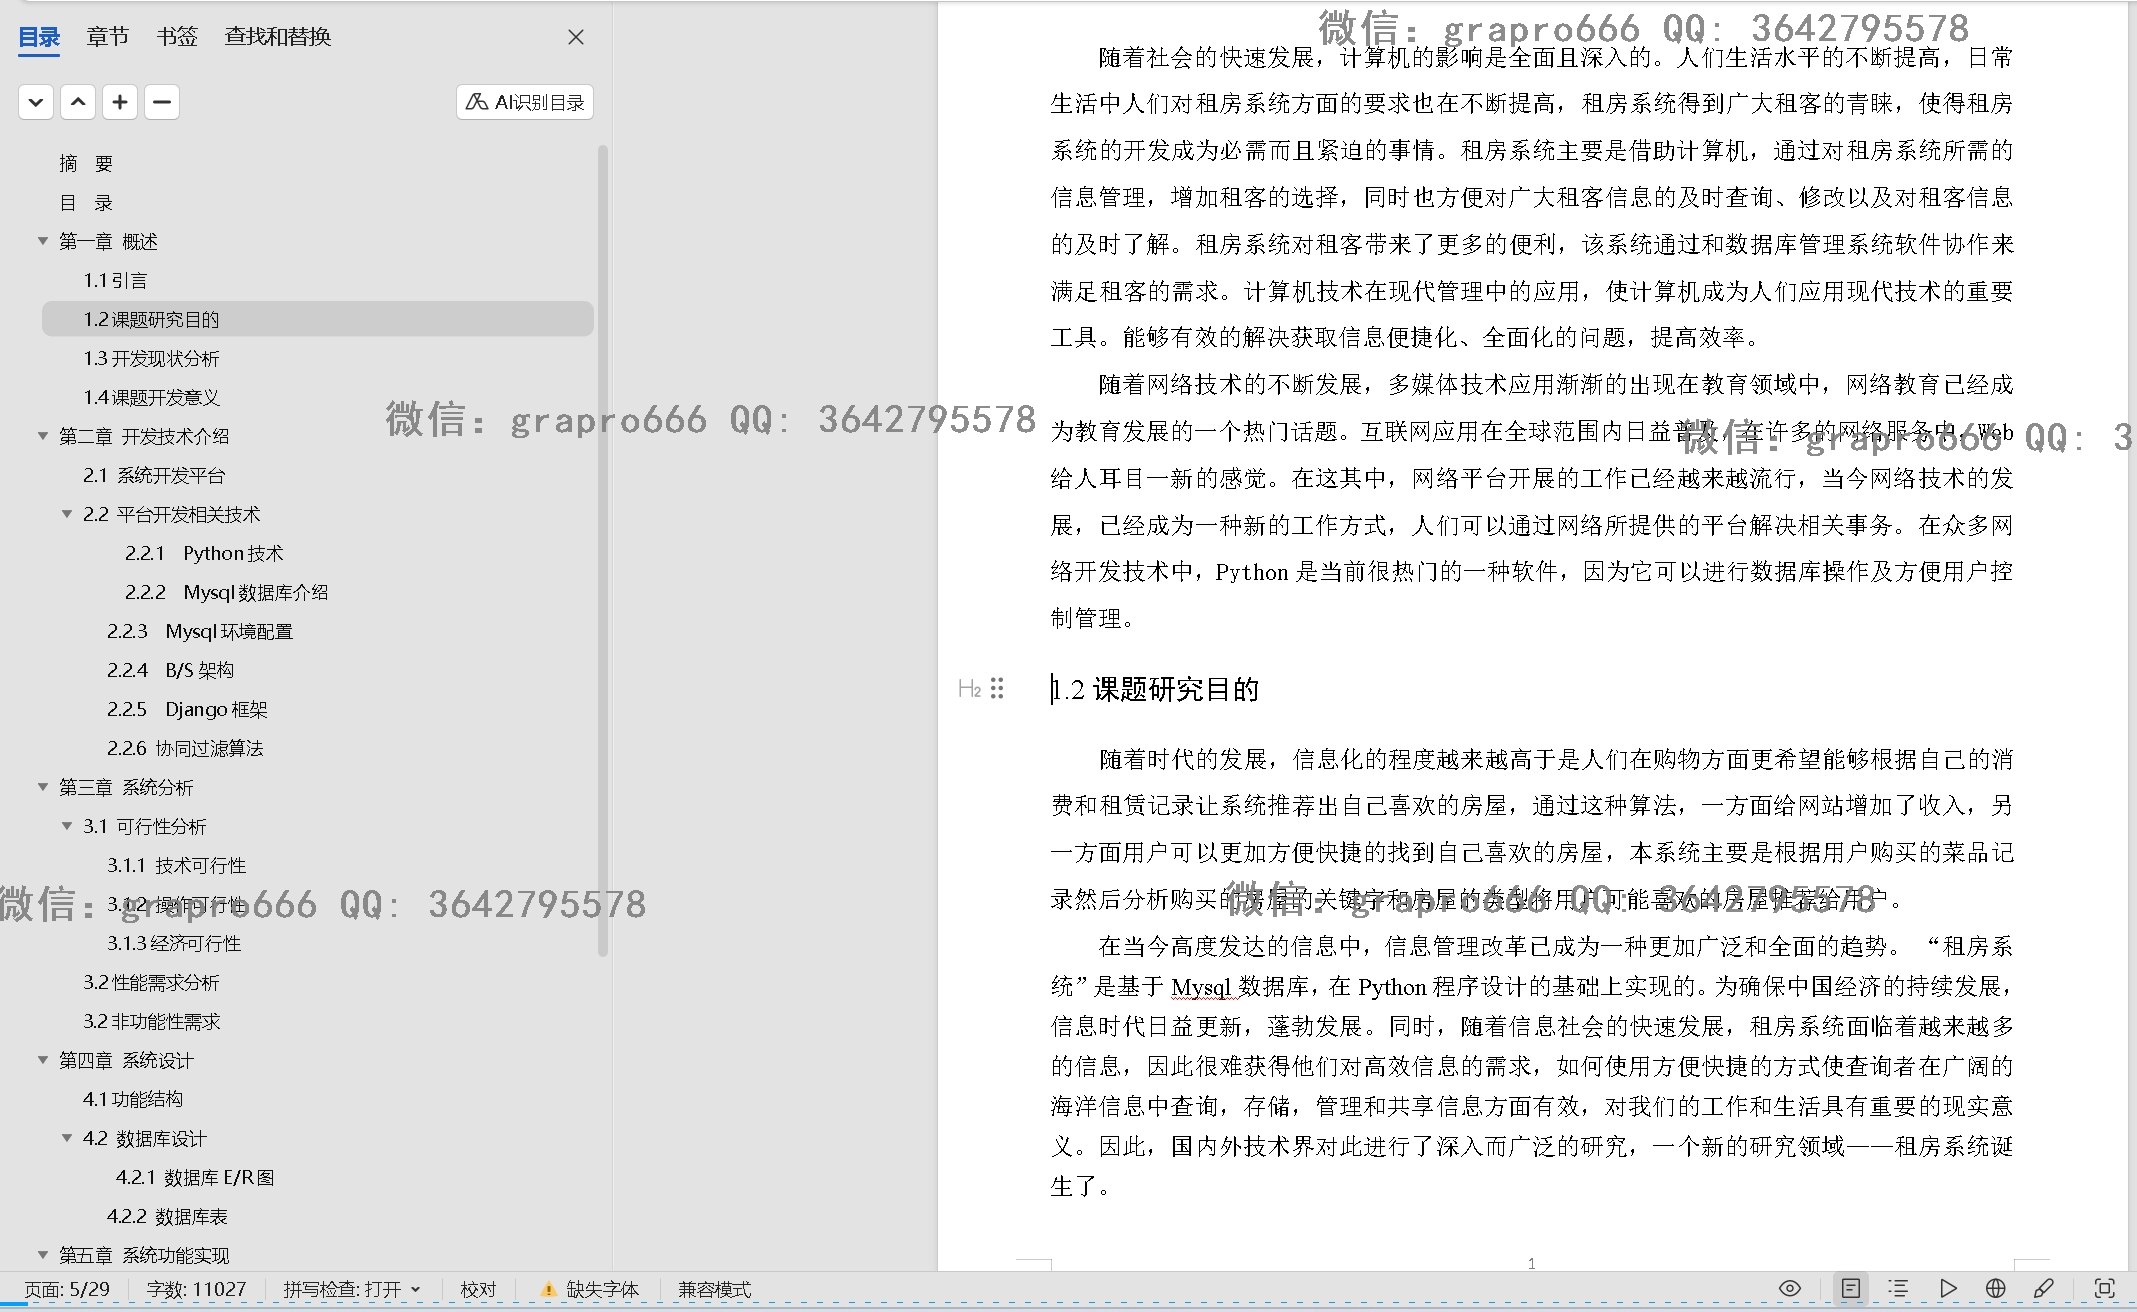 目录 章节 书签 查找和替换
AI识别目录
摘 要
目 录
第一章 概述
1.1引言
1.2课题研究目的
1.3开发现状分析
1.4课题开发意义
第二章 开发技术介绍
2.1 系统开发平台
2.2 平台开发相关技术
2.2.1 Python技术
2.2.2 Mysql数据库介绍
2.2.3 Mysql环境配置
2.2.4 B/S架构
2.2.5 Django框架
2.2.6 协同过滤算法
第三章 系统分析
3.1 可行性分析
3.1.1 技术可行性
3.1.2 操作可行性
3.1.3经济可行性
3.2性能需求分析
3.2非功能性需求
第四章 系统设计
4.1功能结构
4.2 数据库设计
4.2.1 数据库E/R图
4.2.2 数据库表
第五章 系统功能实现
微信：grapro666 QQ: 3642795578
随着社会的快速发展，计算机的影响是全面且深入的。人们生活水平的不断提高，日常
生活中人们对租房系统方面的要求也在不断提高，租房系统得到广大租客的青睐，使得租房
系统的开发成为必需而且紧迫的事情。租房系统主要是借助计算机，通过对租房系统所需的
信息管理，增加租客的选择，同时也方便对广大租客信息的及时查询、修改以及对租客信息
的及时了解。租房系统对租客带来了更多的便利，该系统通过和数据库管理系统软件协作来
满足租客的需求。计算机技术在现代管理中的应用，使计算机成为人们应用现代技术的重要
工具。能够有效的解决获取信息便捷化、全面化的问题，提高效率。
随着网络技术的不断发展，多媒体技术应用渐渐的出现在教育领域中，网络教育已经成
微信：grapro666 QQ: 3642795578
为教育发展的一个热门话题。互联网应用在全球范围内日益普及，在许多的网络服务中，Web
微信：grapro666 QQ: 3
给人耳目一新的感觉。在这其中，网络平台开展的工作已经越来越流行，当今网络技术的发
展，已经成为一种新的工作方式，人们可以通过网络所提供的平台解决相关事务。在众多网
络开发技术中，Python是当前很热门的一种软件，因为它可以进行数据库操作及方便用户控
制管理。
H2 1.2 课题研究目的
随着时代的发展，信息化的程度越来越高于是人们在购物方面更希望能够根据自己的消
费和租赁记录让系统推荐出自己喜欢的房屋，通过这种算法，一方面给网站增加了收入，另
一方面用户可以更加方便快捷的找到自己喜欢的房屋，本系统主要是根据用户购买的菜品记
录然后分析购买的房屋的关键字和房屋的类型将用户可能喜欢的房屋推荐给用户。
微信：grapro666 QQ: 3642795578
微信：grapro666 QQ: 3642795578
在当今高度发达的信息中，信息管理改革已成为一种更加广泛和全面的趋势。 “租房系
统”是基于 Mysql 数据库，在 Python 程序设计的基础上实现的。为确保中国经济的持续发展，
信息时代日益更新，蓬勃发展。同时，随着信息社会的快速发展，租房系统面临着越来越多
的信息，因此很难获得他们对高效信息的需求，如何使用方便快捷的方式使查询者在广阔的
海洋信息中查询，存储，管理和共享信息方面有效，对我们的工作和生活具有重要的现实意
义。因此，国内外技术界对此进行了深入而广泛的研究，一个新的研究领域——租房系统诞
生了。
1
页面: 5/29 字数: 11027 拼写检查: 打开 校对 缺失字体 兼容模式